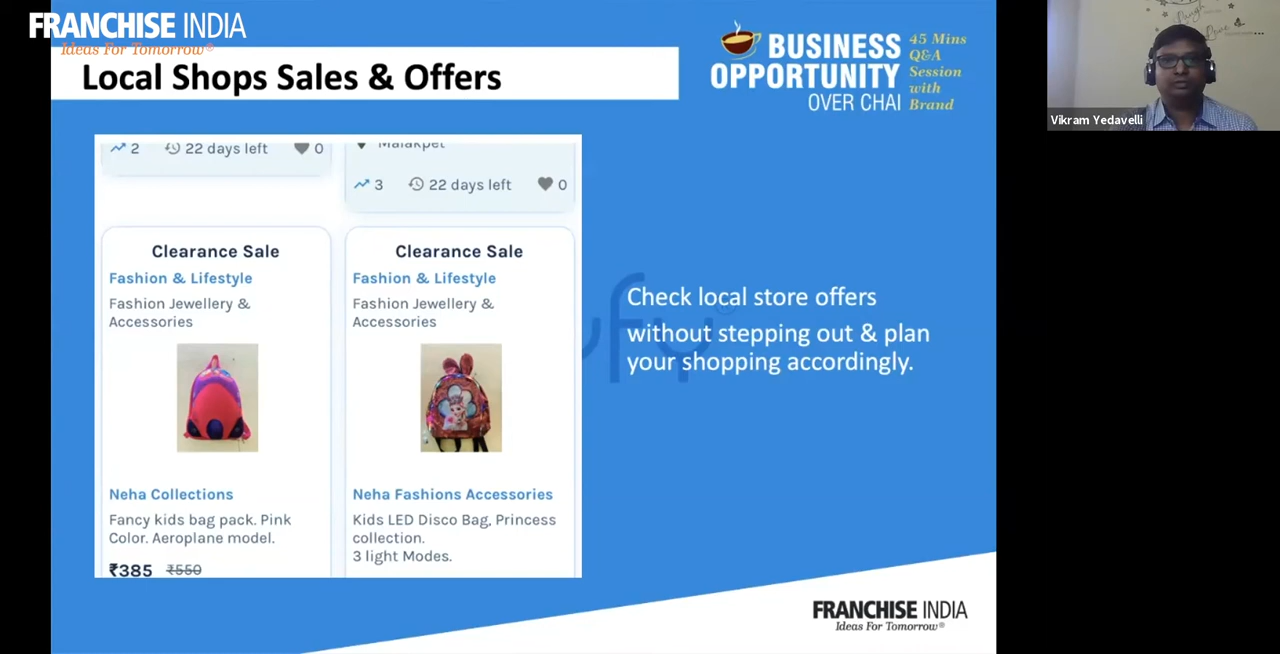 FRANCHISE INDIA
Ideas For Tomorrow®
Local Shops Sales & Offers
BUSINESS
OPPORTUNITY
OVER CHAI
45 Mins
Q&A
Session
with
Brand
Vikram Yedavelli
2 22 days left 0
Malakpet
3 22 days left 0
Clearance Sale
Fashion & Lifestyle
Fashion Jewellery &
Accessories
Neha Collections
Fancy kids bag pack. Pink
Color. Aeroplane model.
₹385 ₹550
Clearance Sale
Fashion & Lifestyle
Fashion Jewellery &
Accessories
Neha Fashions Accessories
Kids LED Disco Bag, Princess
collection.
3 light Modes.
Check local store offers
without stepping out & plan
your shopping accordingly.
FRANCHISE INDIA
Ideas For Tomorrow®